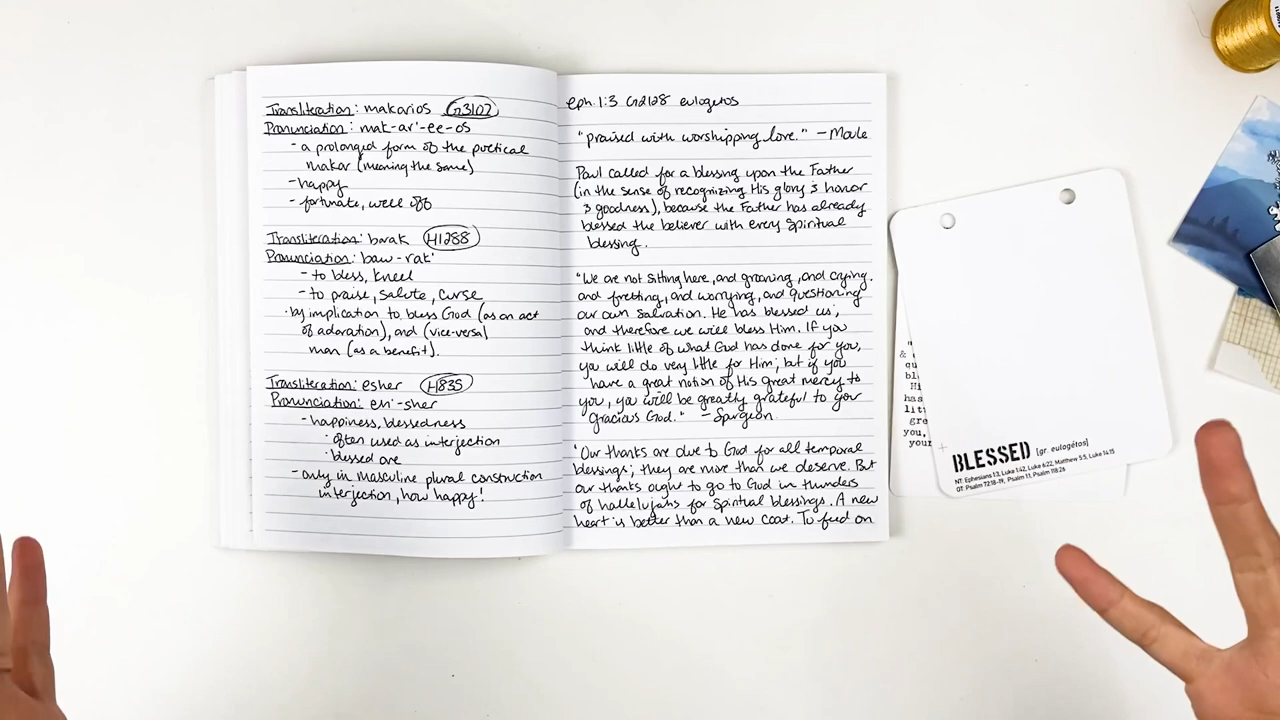 Transliteration: makarios G3107
Pronunciation: mak-ar'-ee-os
- a prolonged form of the poetical
makar (meaning the same)
- happy
- fortunate, well off
Transliteration: barak H1288
Pronunciation: baw-rak'
- to bless, kneel
- to praise, salute, curse
· by implication to bless God (as an act
of adoration), and (vice-versa)
man (as a benefit).
Transliteration: esher H835
Pronunciation: eh'-sher
- happiness, blessedness
· often used as interjection
· blessed are
- only in masculine plural construction
interjection, how happy!
eph. 1:3 G2128 eulogetos
"praised with worshipping love." - Moule
Paul called for a blessing upon the Father
(in the sense of recognizing His glory & honor
& goodness), because the Father has already
blessed the believer with every spiritual
blessing.
"We are not sitting here, and groaning, and crying.
and fretting, and worrying, and questioning
our own salvation. He has blessed us;
and therefore we will bless Him. If you
think little of what God has done for you,
you will do very little for Him; but if you
have a great notion of His great mercy to
you, you will be greatly grateful to your
gracious God." - Spurgeon.
"Our thanks are due to God for all temporal
blessings; they are more than we deserve. But
our thanks ought to go to God in thunders
of hallelujahs for spiritual blessings. A new
heart is better than a new coat. To feed on
"
& c
qu
bl
Hi
has
lit
gre
you,
your
BLESSED [gr. eulogétos]
NT: Ephesians 1:3, Luke 1:42, Luke 6:22, Matthew 5:5, Luke 14:15
OT: Psalm 72:18-19, Psalm 1:1, Psalm 118:26